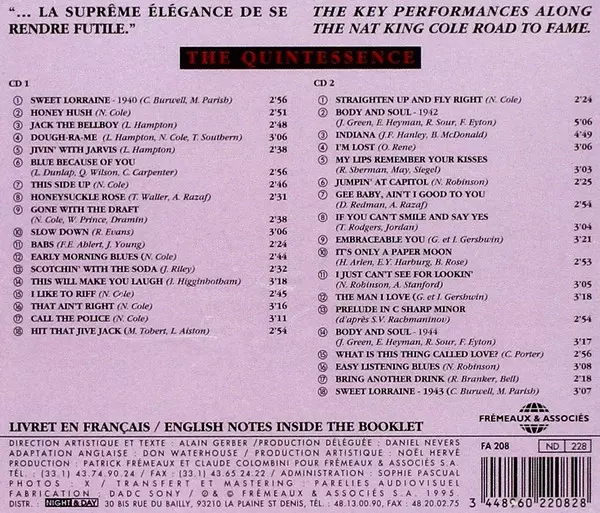 “... LA SUPRÊME ÉLÉGANCE DE SE
RENDRE FUTILE.”
THE KEY PERFORMANCES ALONG
THE NAT KING COLE ROAD TO FAME.
THE QUINTESSENCE
CD 1
1 SWEET LORRAINE - 1940 (C. Burwell, M. Parish) 2'56
2 HONEY HUSH (N. Cole) 2'51
3 JACK THE BELLBOY (L. Hampton) 2'48
4 DOUGH-RA-ME (L. Hampton, N. Cole, T. Southern) 3'06
5 JIVIN' WITH JARVIS (L. Hampton) 2'38
6 BLUE BECAUSE OF YOU
(L. Dunlap, Q. Wilson, C. Carpenter) 2'56
7 THIS SIDE UP (N. Cole) 2'46
8 HONEYSUCKLE ROSE (T. Waller, A. Razaf) 2'31
9 GONE WITH THE DRAFT
(N. Cole, W. Prince, Dramin) 2'38
10 SLOW DOWN (R. Evans) 3'06
11 BABS (F.E. Ahlert, J. Young) 2'24
12 EARLY MORNING BLUES (N. Cole) 2'44
13 SCOTCHIN' WITH THE SODA (J. Riley) 2'32
14 THIS WILL MAKE YOU LAUGH (I. Higginbotham) 3'18
15 I LIKE TO RIFF (N. Cole) 2'45
16 THAT AIN'T RIGHT (N. Cole) 3'16
17 CALL THE POLICE (N. Cole) 3'11
18 HIT THAT JIVE JACK (M. Tobert, L. Alston) 2'54
CD 2
1 STRAIGHTEN UP AND FLY RIGHT (N. Cole) 2'24
2 BODY AND SOUL - 1942
(J. Green, E. Heyman, R. Sour, F. Eyton) 5'06
3 INDIANA (J.F. Hanley, B. McDonald) 4'49
4 I'M LOST (O. Rene) 3'06
5 MY LIPS REMEMBER YOUR KISSES
(R. Sherman, May, Siegel) 3'03
6 JUMPIN' AT CAPITOL (N. Robinson) 2'25
7 GEE BABY, AIN'T I GOOD TO YOU
(D. Redman, A. Razaf) 2'54
8 IF YOU CAN'T SMILE AND SAY YES
(T. Rodgers, Jordan) 3'04
9 EMBRACEABLE YOU (G. et I. Gershwin) 3'21
10 IT'S ONLY A PAPER MOON
(H. Arlen, E.Y. Harburg, B. Rose) 2'53
11 I JUST CAN'T SEE FOR LOOKIN'
(N. Robinson, A. Stanford) 3'05
12 THE MAN I LOVE (G. et I. Gershwin) 3'18
13 PRELUDE IN C SHARP MINOR
(d'après S.V. Rachmaninov) 2'54
14 BODY AND SOUL - 1944
(J. Green, E. Heyman, R. Sour, F. Eyton) 3'17
15 WHAT IS THIS THING CALLED LOVE? (C. Porter) 2'56
16 EASY LISTENING BLUES (N. Robinson) 3'08
17 BRING ANOTHER DRINK (R. Branker, Bell) 2'18
18 SWEET LORRAINE - 1943 (C. Burwell, M. Parish) 3'07
LIVRET EN FRANÇAIS / ENGLISH NOTES INSIDE THE BOOKLET
DIRECTION ARTISTIQUE ET TEXTE : ALAIN GERBER / PRODUCTION DÉLÉGUÉE : DANIEL NEVERS
ADAPTATION ANGLAISE : DON WATERHOUSE / MAQUETTE ET RÉALISATION : NOËL HERVÉ
PRODUCTION : PATRICK FRÉMEAUX ET CLAUDE COLOMBINI POUR FRÉMEAUX & ASSOCIÉS S.A.
TEL. (33.1) 43.74.90.24 / FAX : (33.1) 43.65.24.22 / ADMINISTRATION : SOPHIE PASCUAL
PHOTOS : X / TRANSFERT ET MASTERING : PARELIES AUDIOVISUEL
FABRICATION : DADC SONY / ℗ & © FRÉMEAUX & ASSOCIÉS S.A. 1995.
DISTR. : NIGHT & DAY 30 BIS RUE DU BAILLY, 93210 LA PLAINE ST DENIS, TÉL : 48.13.00.90, FAX - 48.20.02.75
FRÉMEAUX & ASSOCIÉS
FA 208
ND 228
3 448960 220828